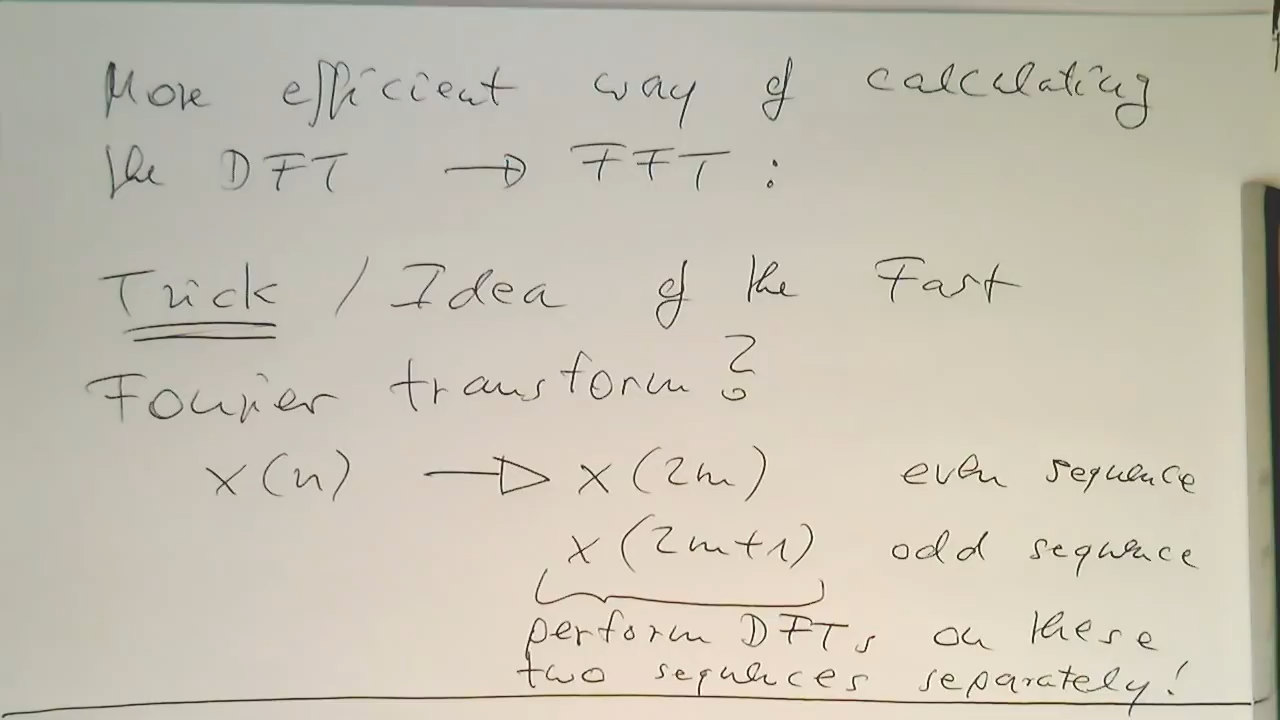 More efficient way of calculating
the DFT → FFT :
Trick / Idea of the Fast
Fourier transform ?
x(n) → x(2m) even sequence
x(2m+1) odd sequence
perform DFTs on these
two sequences separately!